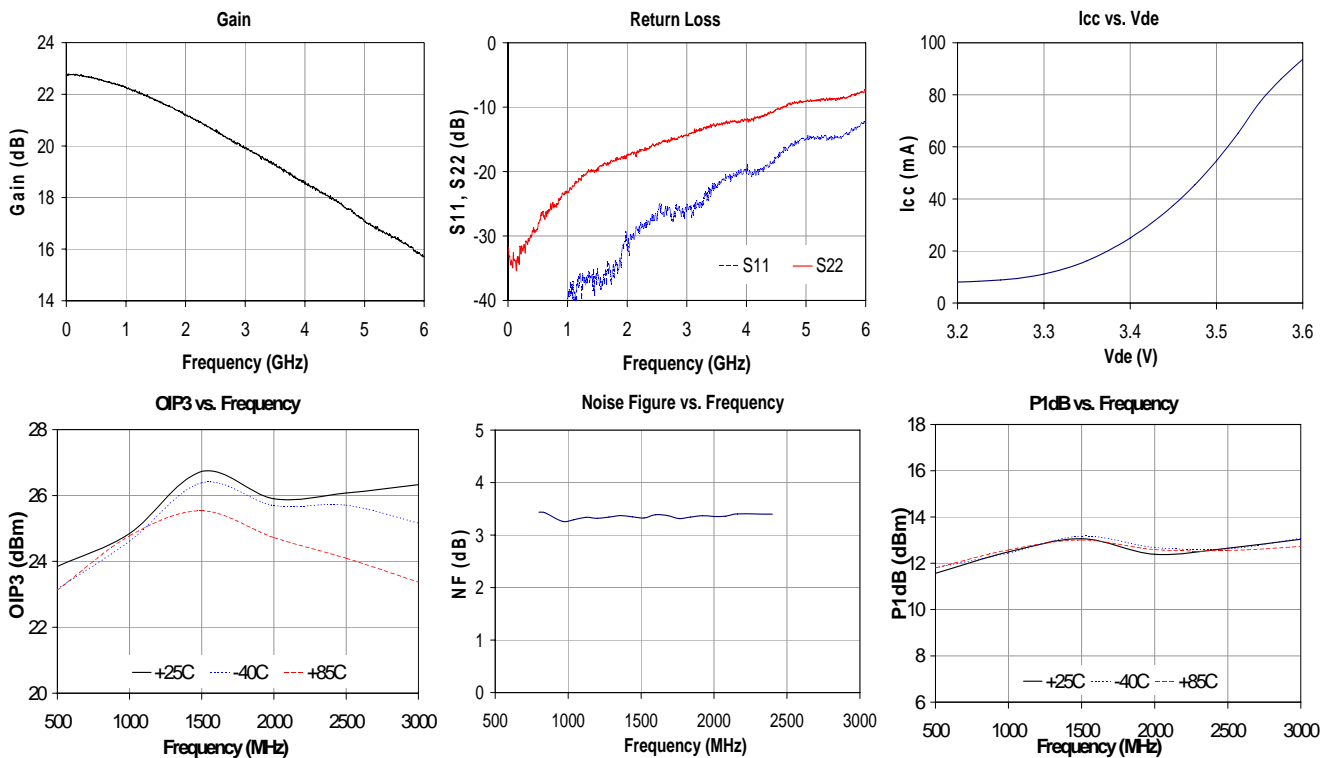 Gain
24
22
20
18
16
14
Gain (dB)
0 1 2 3 4 5 6
Frequency (GHz)
Return Loss
0
-10
-20
-30
-40
S11, S22 (dB)
S11 S22
0 1 2 3 4 5 6
Frequency (GHz)
Icc vs. Vde
100
80
60
40
20
0
Icc (mA)
3.2 3.3 3.4 3.5 3.6
Vde (V)
OIP3 vs. Frequency
28
26
24
22
20
OIP3 (dBm)
+25C -40C +85C
500 1000 1500 2000 2500 3000
Frequency (MHz)
Noise Figure vs. Frequency
5
4
3
2
1
0
NF (dB)
500 1000 1500 2000 2500 3000
Frequency (MHz)
P1dB vs. Frequency
18
16
14
12
10
8
6
P1dB (dBm)
+25C -40C +85C
500 1000 1500 2000 2500 3000
Frequency (MHz)